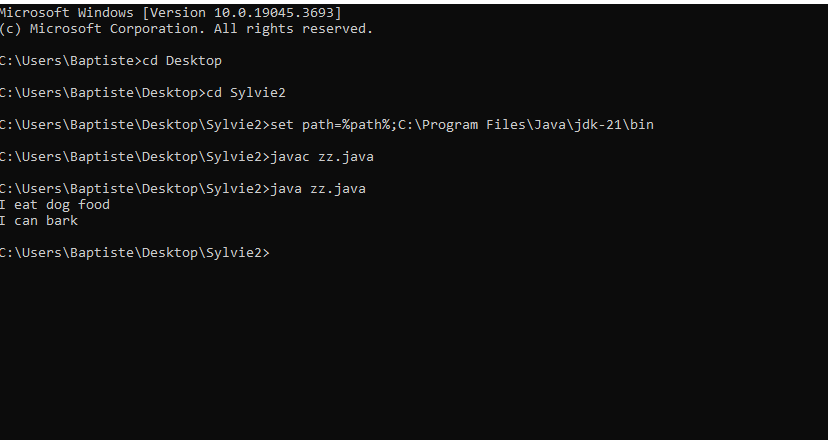 Microsoft Windows [Version 10.0.19045.3693]
(c) Microsoft Corporation. All rights reserved.
C:\Users\Baptiste>cd Desktop
C:\Users\Baptiste\Desktop>cd Sylvie2
C:\Users\Baptiste\Desktop\Sylvie2>set path=%path%;C:\Program Files\Java\jdk-21\bin
C:\Users\Baptiste\Desktop\Sylvie2>javac zz.java
C:\Users\Baptiste\Desktop\Sylvie2>java zz.java
I eat dog food
I can bark
C:\Users\Baptiste\Desktop\Sylvie2>